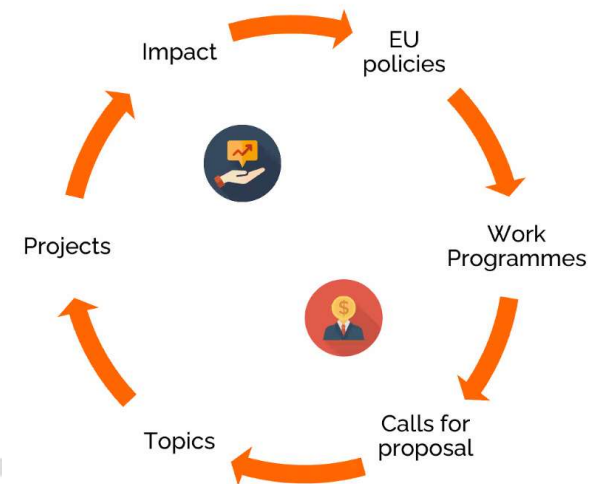 Impact
EU
policies
Work
Programmes
Calls for
proposal
Topics
Projects
$